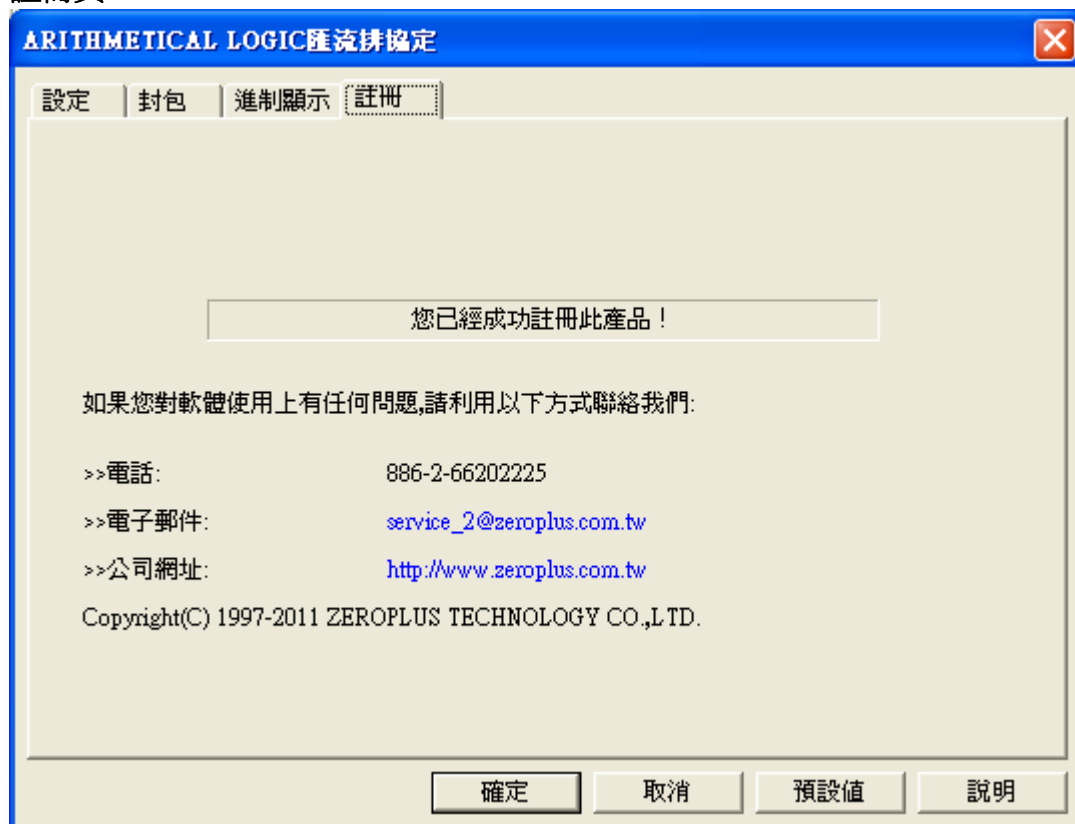 ARITHMETICAL LOGIC匯流排協定
設定 封包 進制顯示 註冊
您已經成功註冊此產品！
如果您對軟體使用上有任何問題,請利用以下方式聯絡我們:
>>電話: 886-2-66202225
>>電子郵件: service_2@zeroplus.com.tw
>>公司網址: http://www.zeroplus.com.tw
Copyright(C) 1997-2011 ZEROPLUS TECHNOLOGY CO.,LTD.
確定 取消 預設值 說明